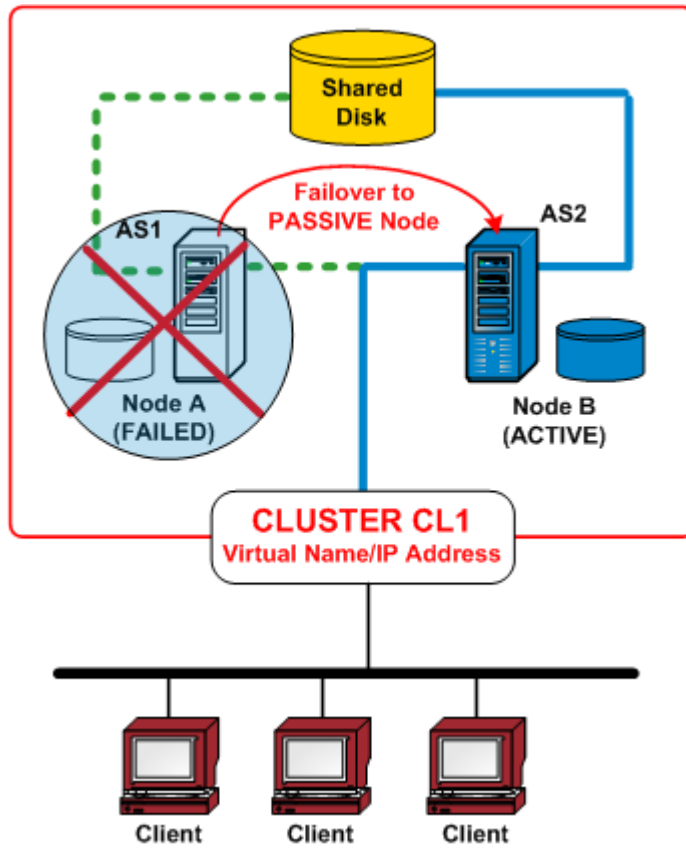 Shared
Disk
Failover to
PASSIVE Node
AS1
AS2
Node A
(FAILED)
Node B
(ACTIVE)
CLUSTER CL1
Virtual Name/IP Address
Client
Client
Client